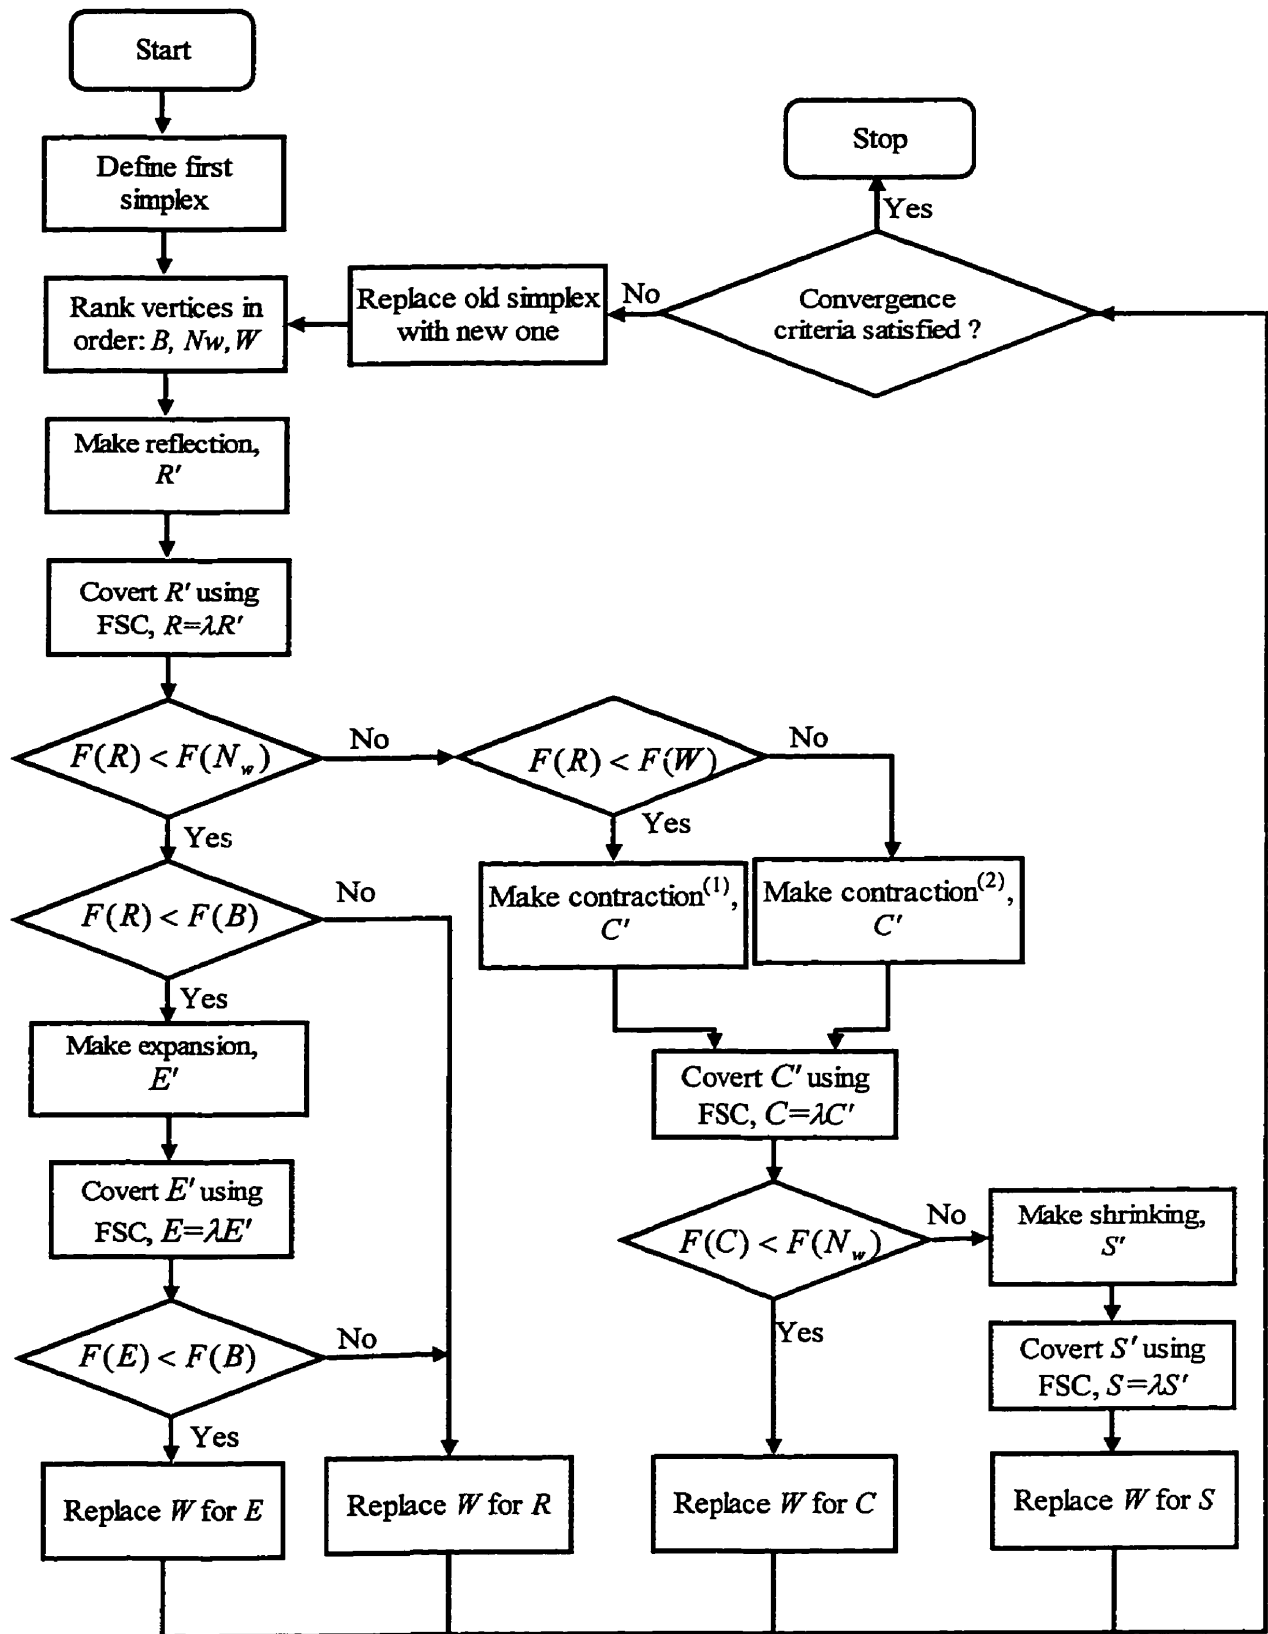 Start
Define first
simplex
Rank vertices in
order: B, Nw, W
Replace old simplex
with new one
No
Convergence
criteria satisfied ?
Yes
Stop
Make reflection,
R′
Covert R′ using
FSC, R=λR′
F(R) < F(N_w)
No
F(R) < F(W)
No
Yes
Yes
F(R) < F(B)
No
Make contraction⁽¹⁾,
C′
Make contraction⁽²⁾,
C′
Yes
Make expansion,
E′
Covert C′ using
FSC, C=λC′
Covert E′ using
FSC, E=λE′
F(C) < F(N_w)
No
Make shrinking,
S′
F(E) < F(B)
No
Yes
Covert S′ using
FSC, S=λS′
Yes
Replace W for E
Replace W for R
Replace W for C
Replace W for S